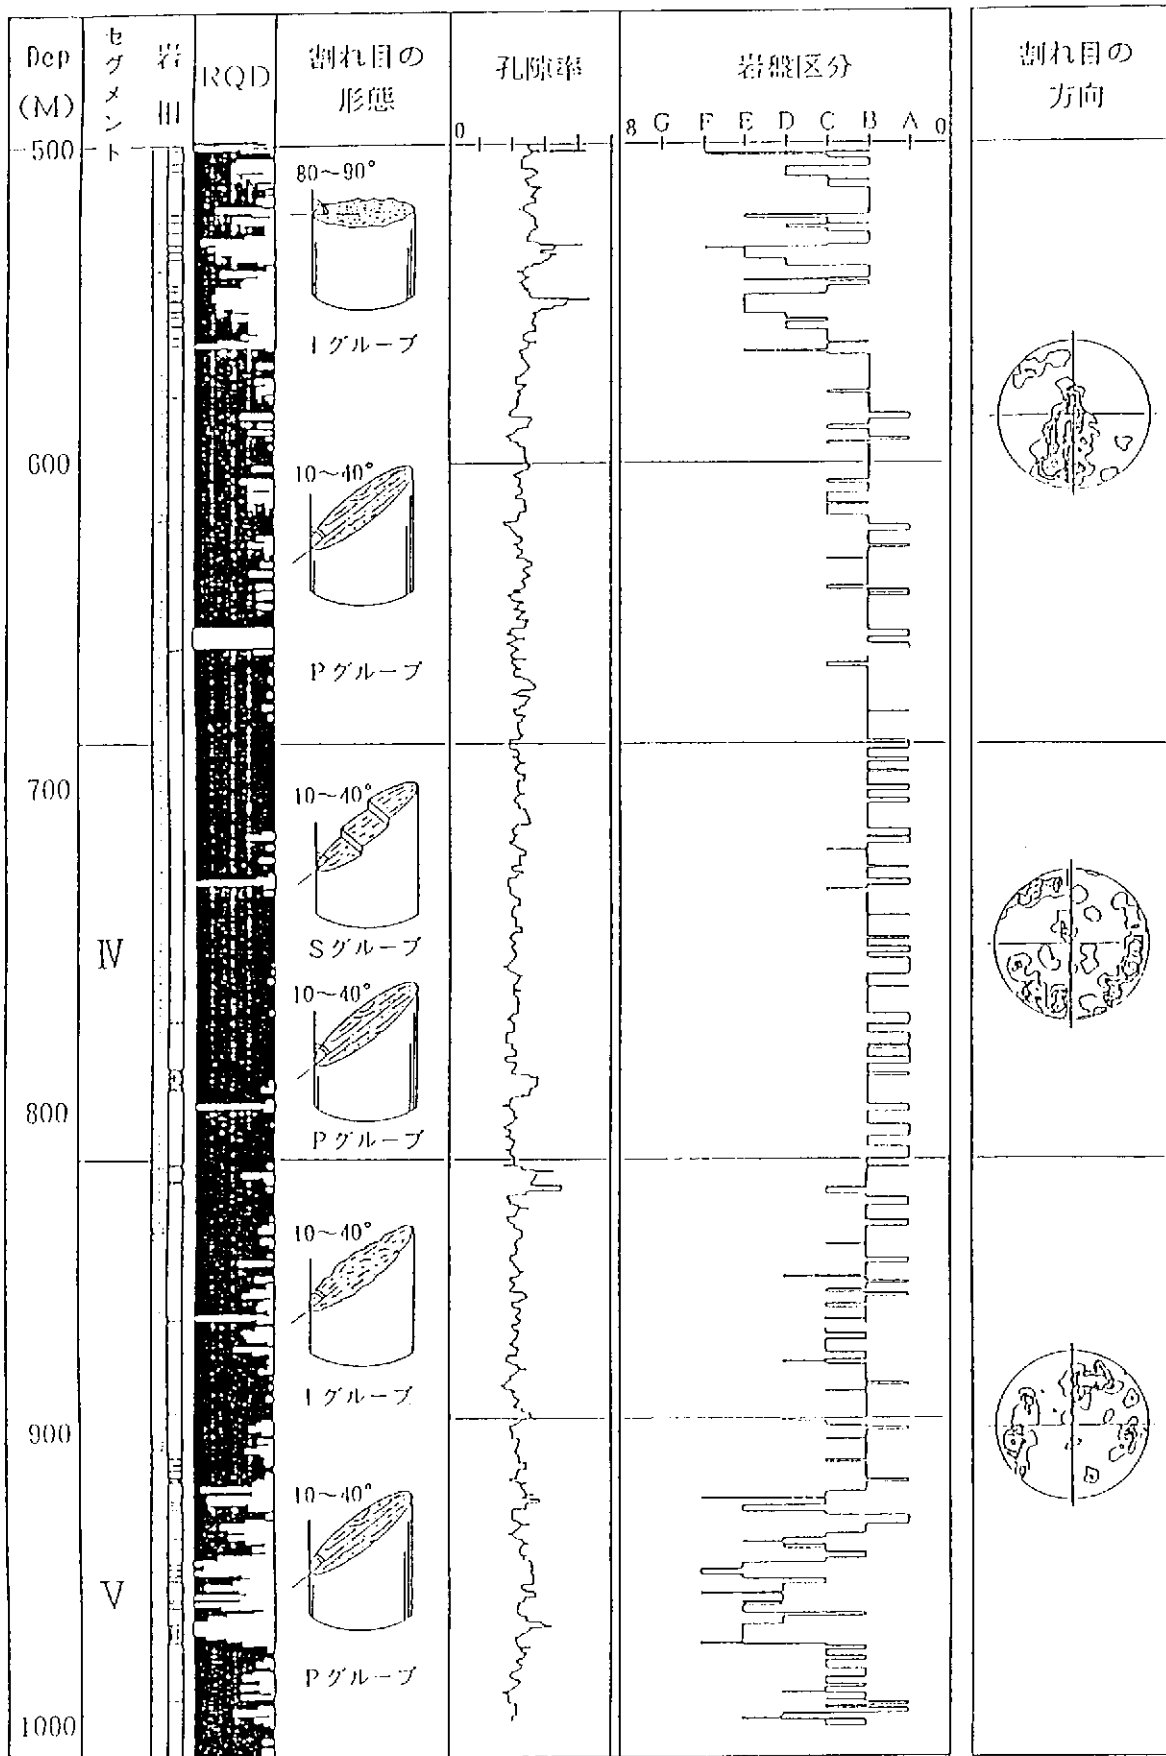 Dep
(M)
セグメント
岩
相
RQD
割れ目の
形態
孔隙率
岩盤区分
割れ目の
方向
0
8 G F E D C B A 0
500
80～90°
Iグループ
600
10～40°
Pグループ
700
10～40°
Sグループ
IV
10～40°
800
Pグループ
10～40°
Iグループ
900
10～40°
V
Pグループ
1000